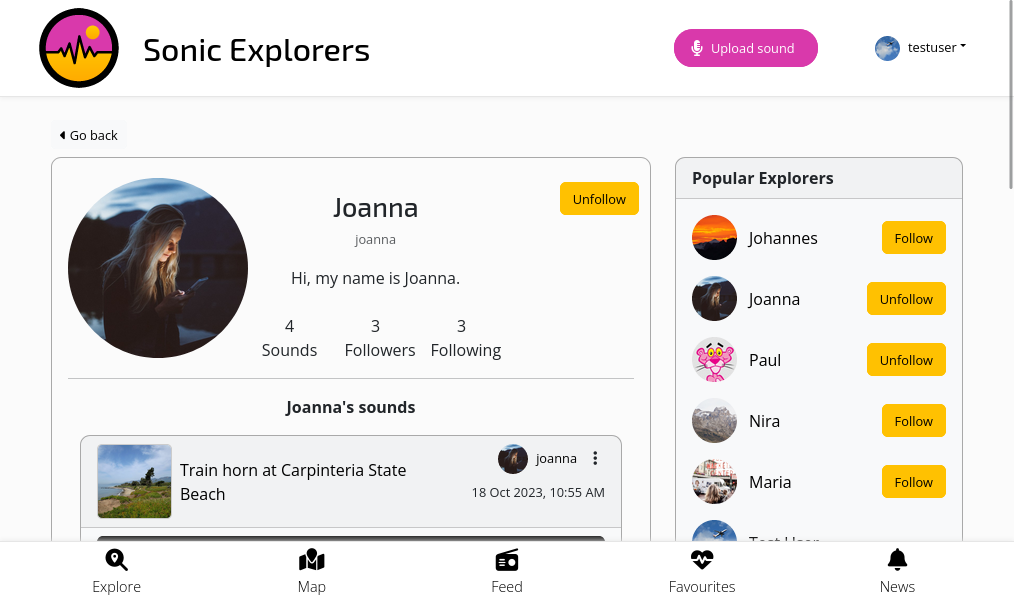 Sonic Explorers
Upload sound
testuser
Go back
Joanna
joanna
Hi, my name is Joanna.
4 3 3
Sounds Followers Following
Unfollow
Joanna's sounds
Train horn at Carpinteria State
Beach
joanna
18 Oct 2023, 10:55 AM
Popular Explorers
Johannes Follow
Joanna Unfollow
Paul Unfollow
Nira Follow
Maria Follow
Test User
Explore Map Feed Favourites News